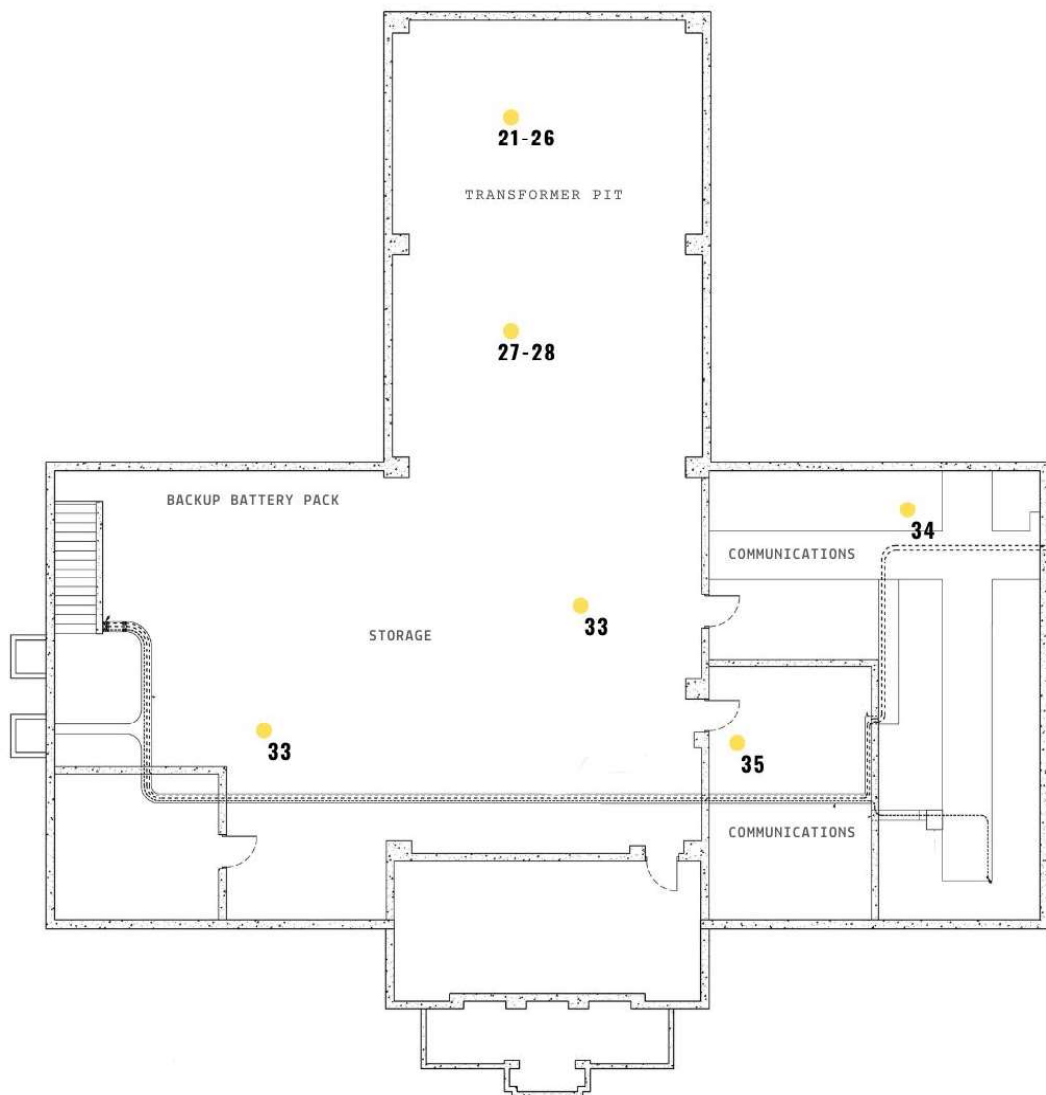 21-26
TRANSFORMER PIT
27-28
BACKUP BATTERY PACK
34
COMMUNICATIONS
33
STORAGE
33
35
COMMUNICATIONS